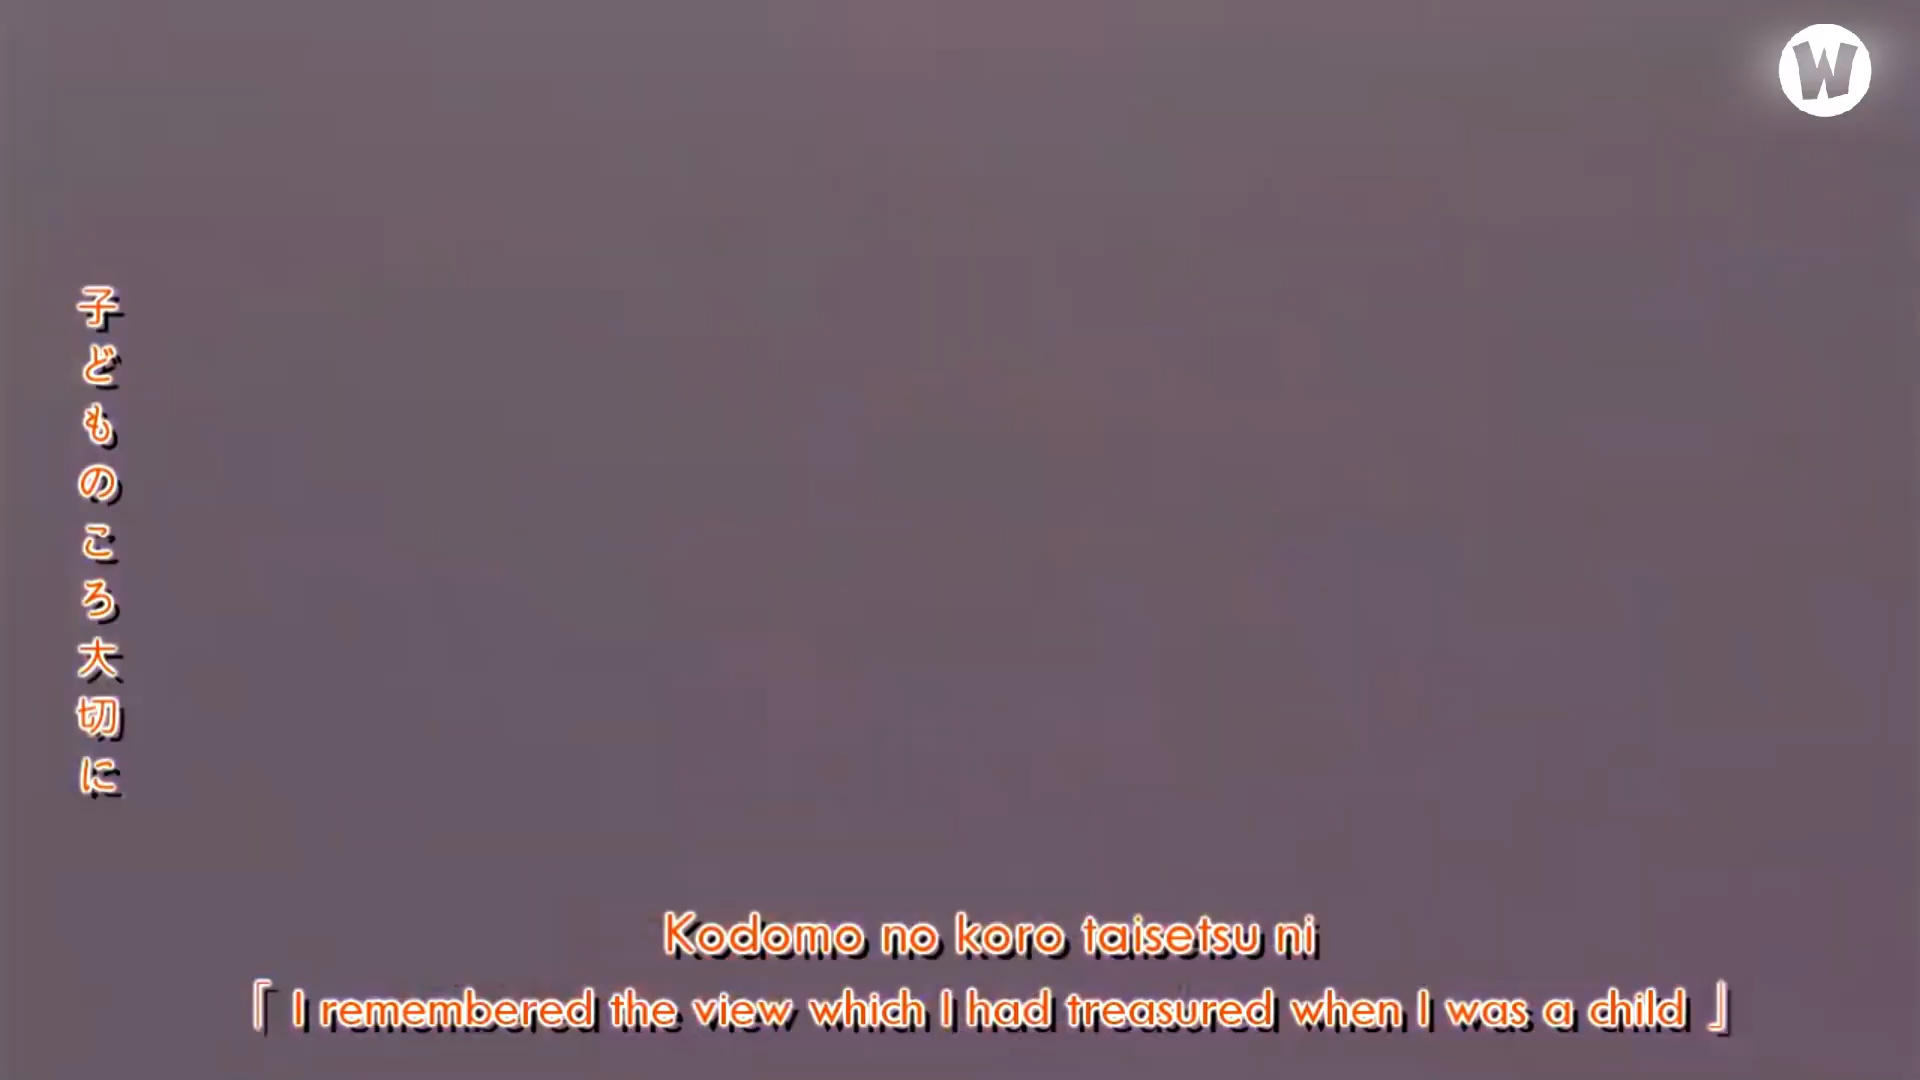 W
子どものころ大切に
Kodomo no koro taisetsu ni
「 I remembered the view which I had treasured when I was a child 」